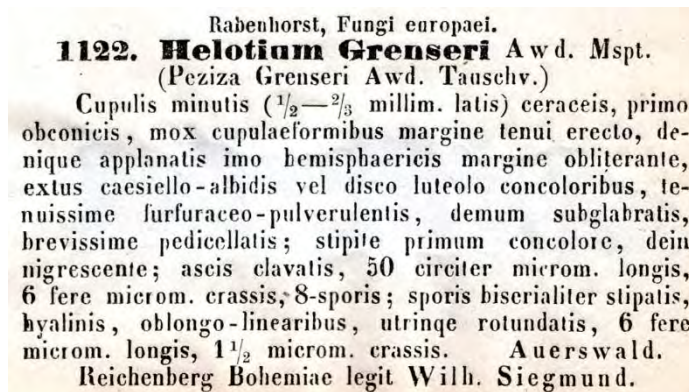 Rabenhorst, Fungi europaei.
1122. Helotium Grenseri Awd. Mspt.
(Peziza Grenseri Awd. Tauschv.)
Cupulis minutis (1/2—2/3 millim. latis) ceraceis, primo
obconicis, mox cupulaeformibus margine tenui erecto, de-
nique applanatis imo hemisphaericis margine obliterante,
extus caesiello-albidis vel disco luteolo concoloribus, te-
nuissime furfuraceo-pulverulentis, demum subglabratis,
brevissime pedicellatis; stipite primum concolore, dein
nigrescente; ascis clavatis, 50 circiter microm. longis,
6 fere microm. crassis, 8-sporis; sporis biserialiter stipatis,
hyalinis, oblongo-linearibus, utrinqe rotundatis, 6 fere
microm. longis, 1 1/2 microm. crassis. Auerswald.
Reichenberg Bohemiae legit Wilh. Siegmund.